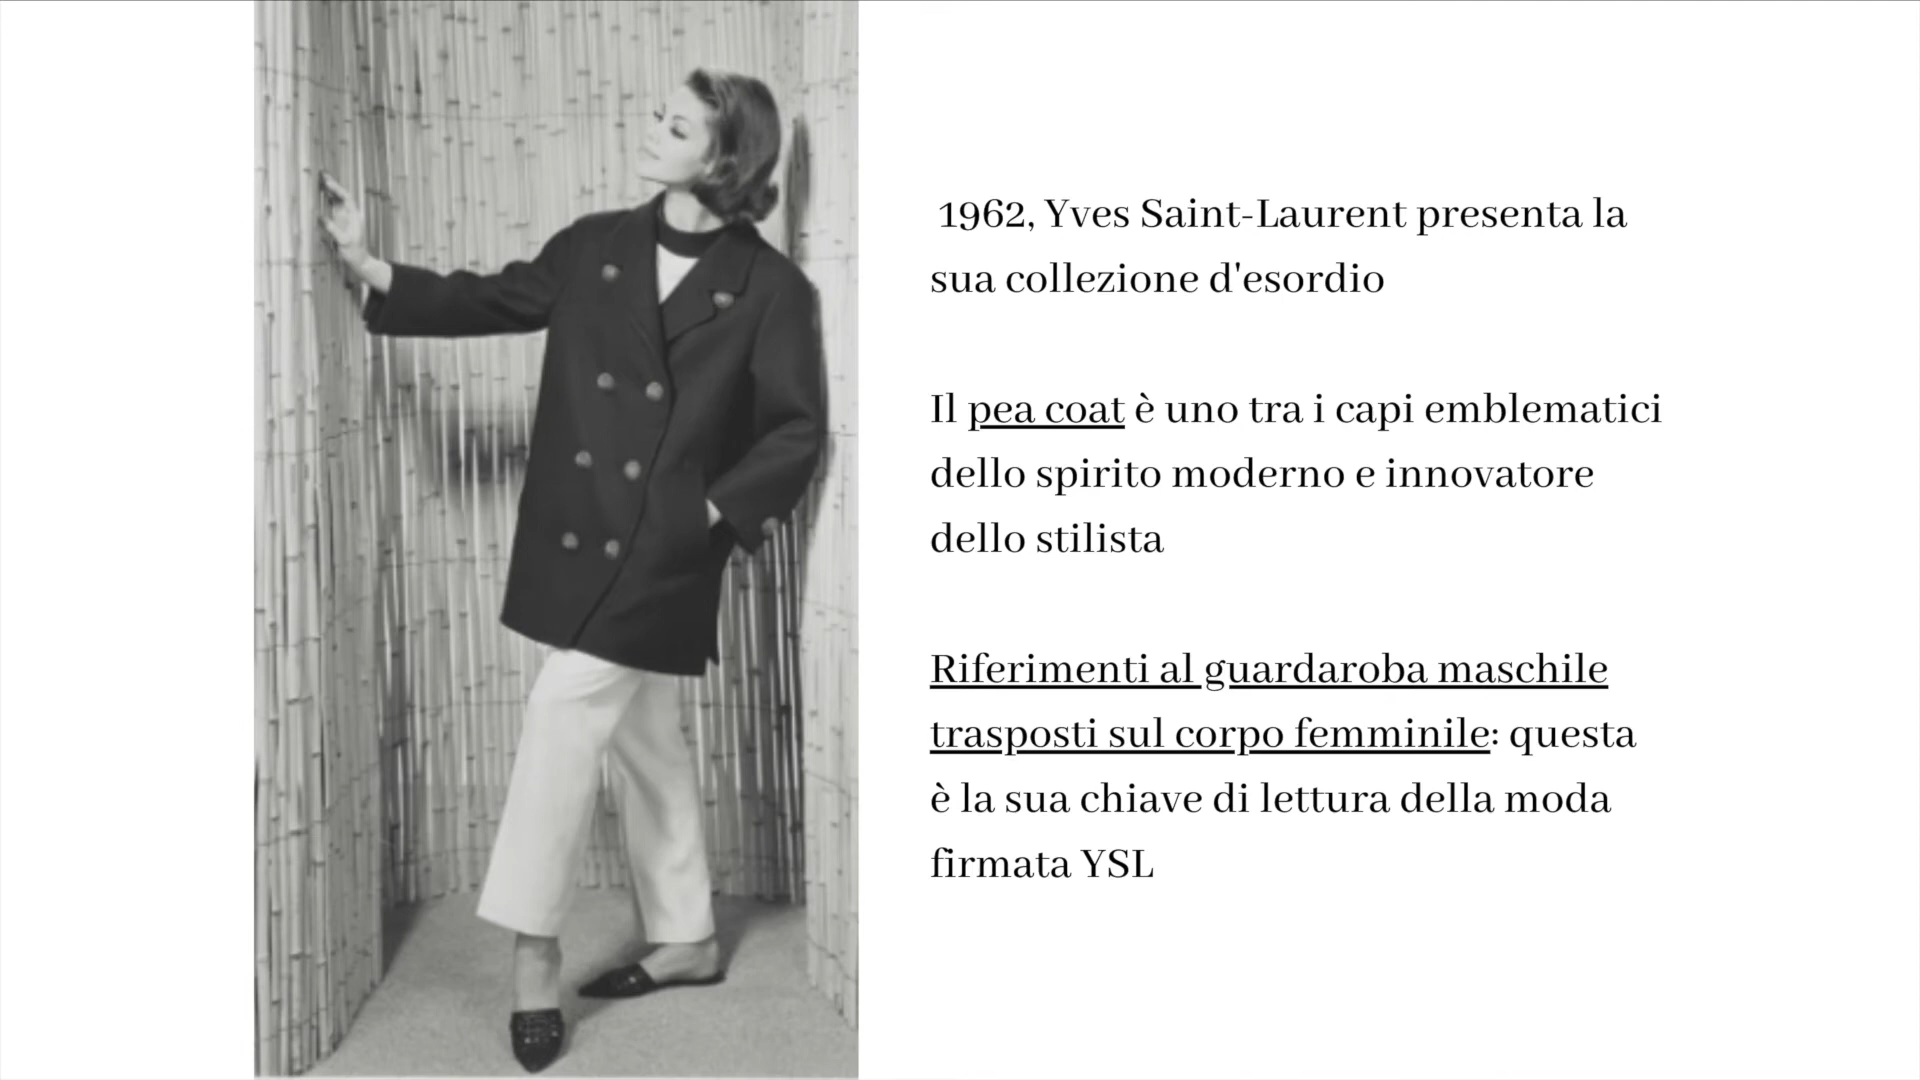 1962, Yves Saint-Laurent presenta la
sua collezione d'esordio
Il pea coat è uno tra i capi emblematici
dello spirito moderno e innovatore
dello stilista
Riferimenti al guardaroba maschile
trasposti sul corpo femminile: questa
è la sua chiave di lettura della moda
firmata YSL